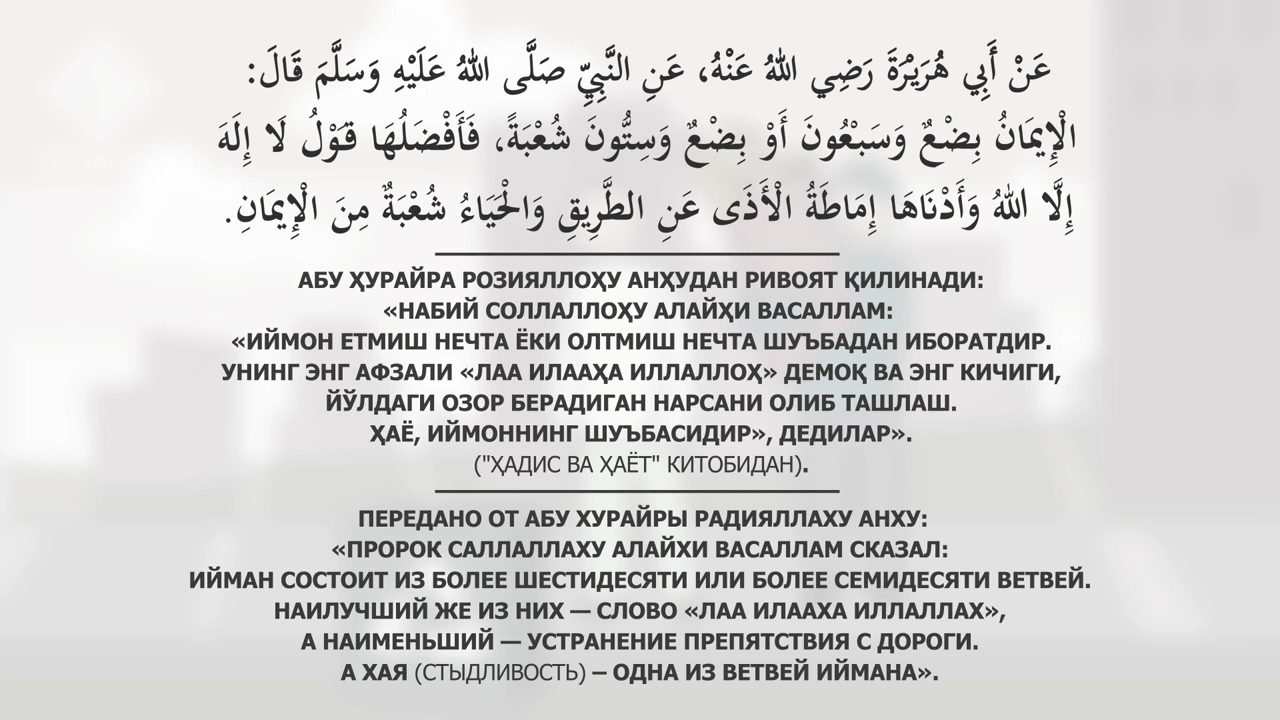 عَنْ أَبِي هُرَيْرَةَ رَضِي اللهُ عَنْهُ، عَنِ النَّبِيِّ صَلَّى اللهُ عَلَيْهِ وَسَلَّمَ قَالَ:
الْإِيمَانُ بِضْعٌ وَسَبْعُونَ أَوْ بِضْعٌ وَسِتُّونَ شُعْبَةً، فَأَفْضَلُهَا قَوْلُ لَا إِلَهَ
إِلَّا اللهُ وَأَدْنَاهَا إِمَاطَةُ الْأَذَى عَنِ الطَّرِيقِ وَالْحَيَاءُ شُعْبَةٌ مِنَ الْإِيمَانِ.
АБУ ҲУРАЙРА РОЗИЯЛЛОҲУ АНҲУДАН РИВОЯТ ҚИЛИНАДИ:
«НАБИЙ СОЛЛАЛЛОҲУ АЛАЙҲИ ВАСАЛЛАМ:
«ИЙМОН ЕТМИШ НЕЧТА ЁКИ ОЛТМИШ НЕЧТА ШУЪБАДАН ИБОРАТДИР.
УНИНГ ЭНГ АФЗАЛИ «ЛАА ИЛААҲА ИЛЛАЛЛОҲ» ДЕМОҚ ВА ЭНГ КИЧИГИ,
ЙЎЛДАГИ ОЗОР БЕРАДИГАН НАРСАНИ ОЛИБ ТАШЛАШ.
ҲАЁ, ИЙМОННИНГ ШУЪБАСИДИР», ДЕДИЛАР».
("ҲАДИС ВА ҲАЁТ" КИТОБИДАН).
ПЕРЕДАНО ОТ АБУ ХУРАЙРЫ РАДИЯЛЛАХУ АНХУ:
«ПРОРОК САЛЛАЛЛАХУ АЛАЙХИ ВАСАЛЛАМ СКАЗАЛ:
ИЙМАН СОСТОИТ ИЗ БОЛЕЕ ШЕСТИДЕСЯТИ ИЛИ БОЛЕЕ СЕМИДЕСЯТИ ВЕТВЕЙ.
НАИЛУЧШИЙ ЖЕ ИЗ НИХ — СЛОВО «ЛАА ИЛААХА ИЛЛАЛЛАХ»,
А НАИМЕНЬШИЙ — УСТРАНЕНИЕ ПРЕПЯТСТВИЯ С ДОРОГИ.
А ХАЯ (СТЫДЛИВОСТЬ) – ОДНА ИЗ ВЕТВЕЙ ИЙМАНА».